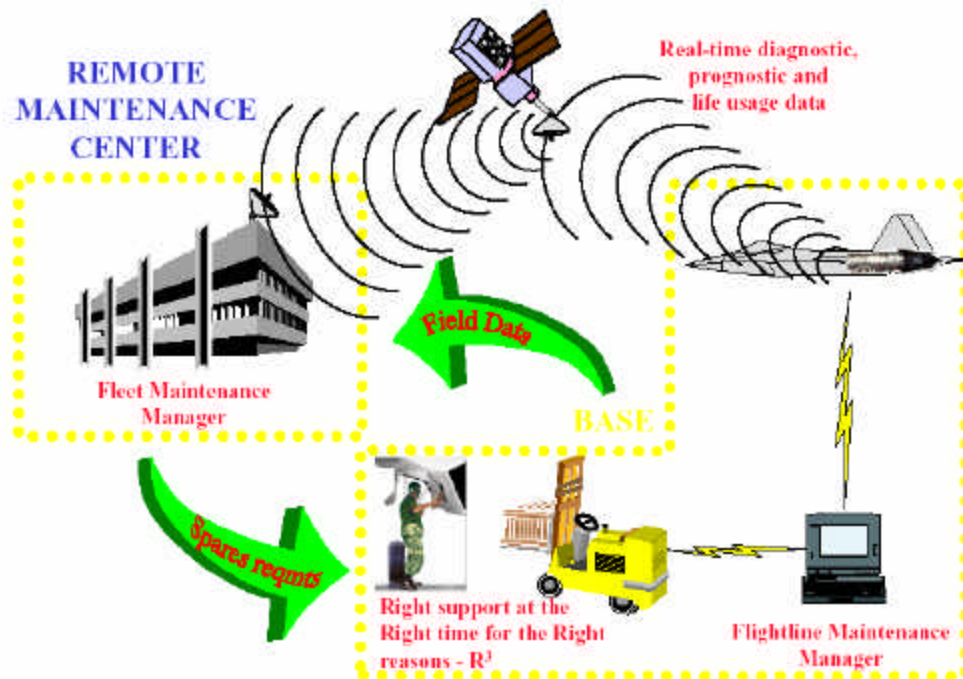 REMOTE
MAINTENANCE
CENTER
Real-time diagnostic,
prognostic and
life usage data
Field Data
Fleet Maintenance
Manager
BASE
Spares reqmts
Right support at the
Right time for the Right
reasons - R³
Flightline Maintenance
Manager